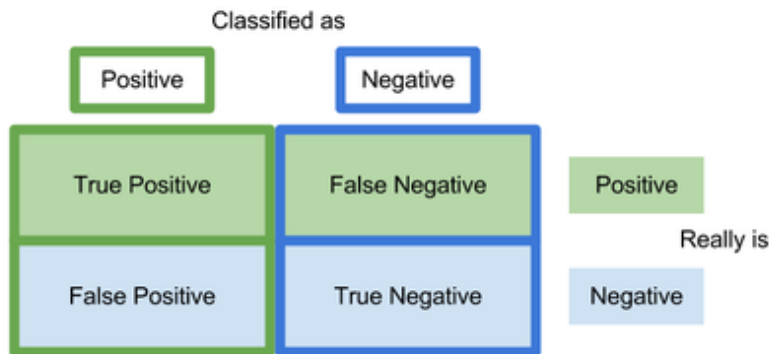 Classified as
Positive Negative
True Positive False Negative Positive
Really is
False Positive True Negative Negative